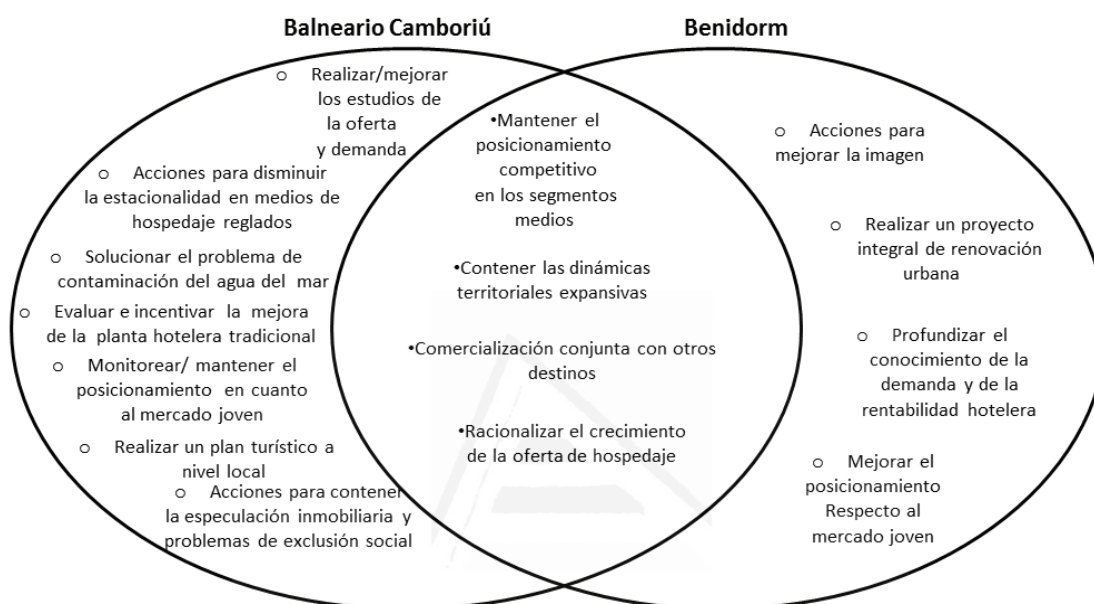 Balneario Camboriú
Benidorm
o Realizar/mejorar
los estudios de
la oferta
y demanda
o Acciones para disminuir
la estacionalidad en medios de
hospedaje reglados
o Solucionar el problema de
contaminación del agua del mar
o Evaluar e incentivar la mejora
de la planta hotelera tradicional
o Monitorear/ mantener el
posicionamiento en cuanto
al mercado joven
o Realizar un plan turístico a
nivel local
o Acciones para contener
la especulación inmobiliaria y
problemas de exclusión social
•Mantener el
posicionamiento
competitivo
en los segmentos
medios
•Contener las dinámicas
territoriales expansivas
•Comercialización conjunta con otros
destinos
•Racionalizar el crecimiento
de la oferta de hospedaje
o Acciones para
mejorar la imagen
o Realizar un proyecto
integral de renovación
urbana
o Profundizar el
conocimiento de la
demanda y de la
rentabilidad hotelera
o Mejorar el
posicionamiento
Respecto al
mercado joven